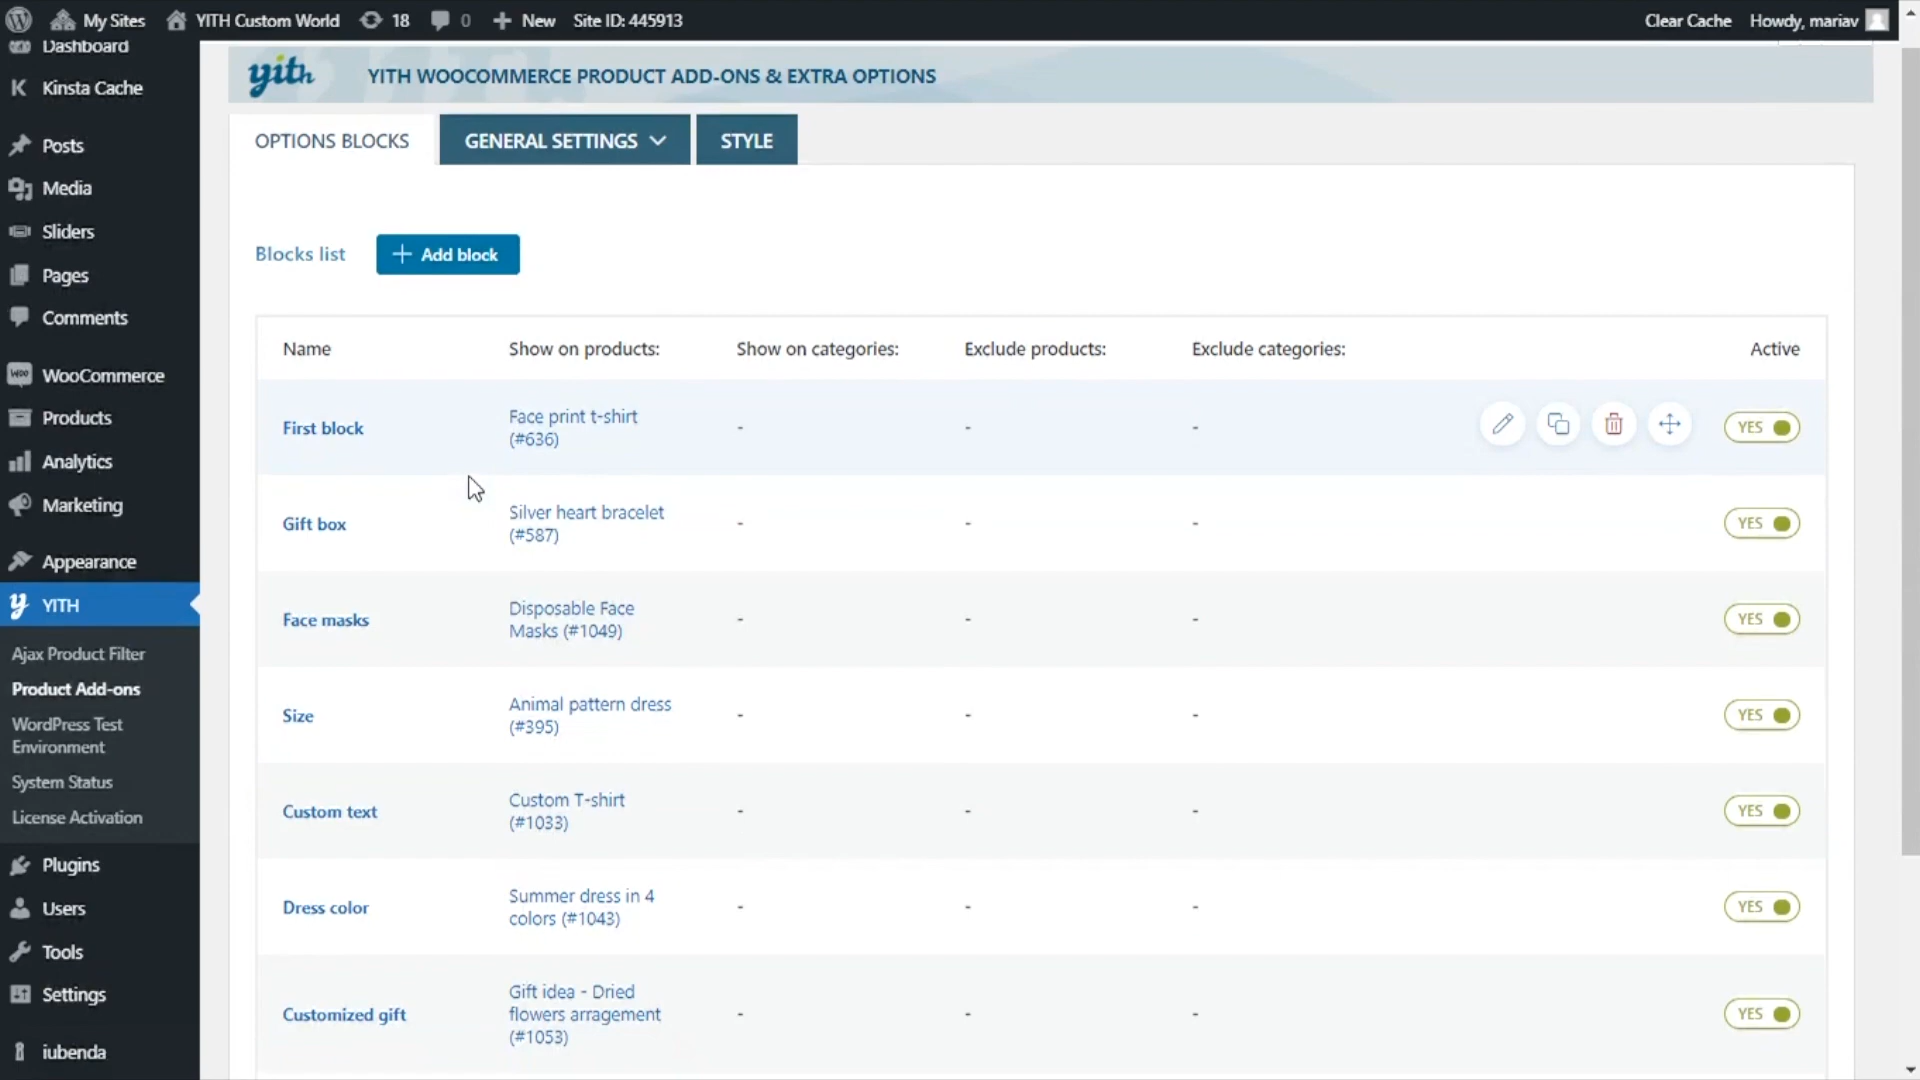 My Sites
YITH Custom World
18
0
New
Site ID: 445913
Clear Cache
Howdy, mariav
Dashboard
Kinsta Cache
Posts
Media
Sliders
Pages
Comments
WooCommerce
Products
Analytics
Marketing
Appearance
YITH
Ajax Product Filter
Product Add-ons
WordPress Test
Environment
System Status
License Activation
Plugins
Users
Tools
Settings
iubenda
yith
YITH WOOCOMMERCE PRODUCT ADD-ONS & EXTRA OPTIONS
OPTIONS BLOCKS
GENERAL SETTINGS
STYLE
Blocks list
Add block
Name
Show on products:
Show on categories:
Exclude products:
Exclude categories:
Active
First block
Face print t-shirt
(#636)
-
-
-
YES
Gift box
Silver heart bracelet
(#587)
-
-
-
YES
Face masks
Disposable Face
Masks (#1049)
-
-
-
YES
Size
Animal pattern dress
(#395)
-
-
-
YES
Custom text
Custom T-shirt
(#1033)
-
-
-
YES
Dress color
Summer dress in 4
colors (#1043)
-
-
-
YES
Customized gift
Gift idea - Dried
flowers arragement
(#1053)
-
-
-
YES